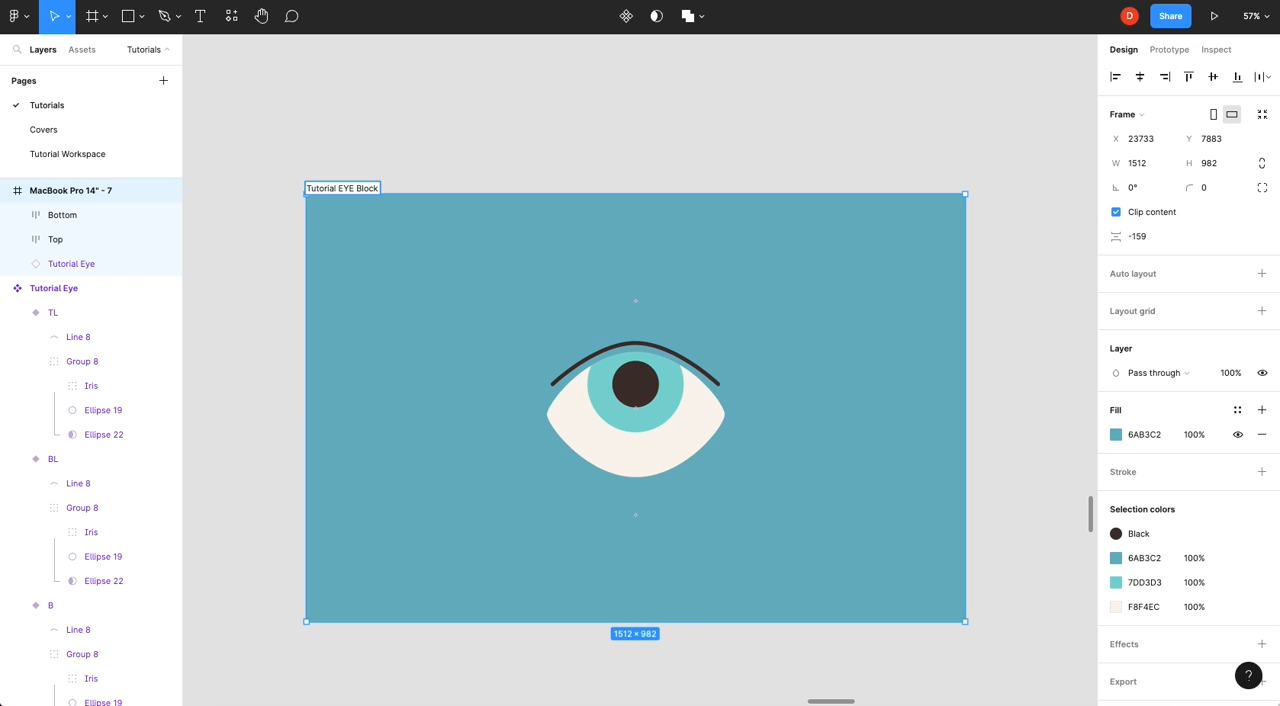 D
Share
57%
Layers
Assets
Tutorials
Pages
Tutorials
Covers
Tutorial Workspace
MacBook Pro 14" - 7
Bottom
Top
Tutorial Eye
Tutorial Eye
TL
Line 8
Group 8
Iris
Ellipse 19
Ellipse 22
BL
Line 8
Group 8
Iris
Ellipse 19
Ellipse 22
B
Line 8
Group 8
Iris
Ellipse 19
Tutorial EYE Block
1512 × 982
Design
Prototype
Inspect
Frame
X 23733
Y 7883
W 1512
H 982
0°
0
Clip content
-159
Auto layout
Layout grid
Layer
Pass through
100%
Fill
6AB3C2
100%
Stroke
Selection colors
Black
6AB3C2 100%
7DD3D3 100%
F8F4EC 100%
Effects
Export
?